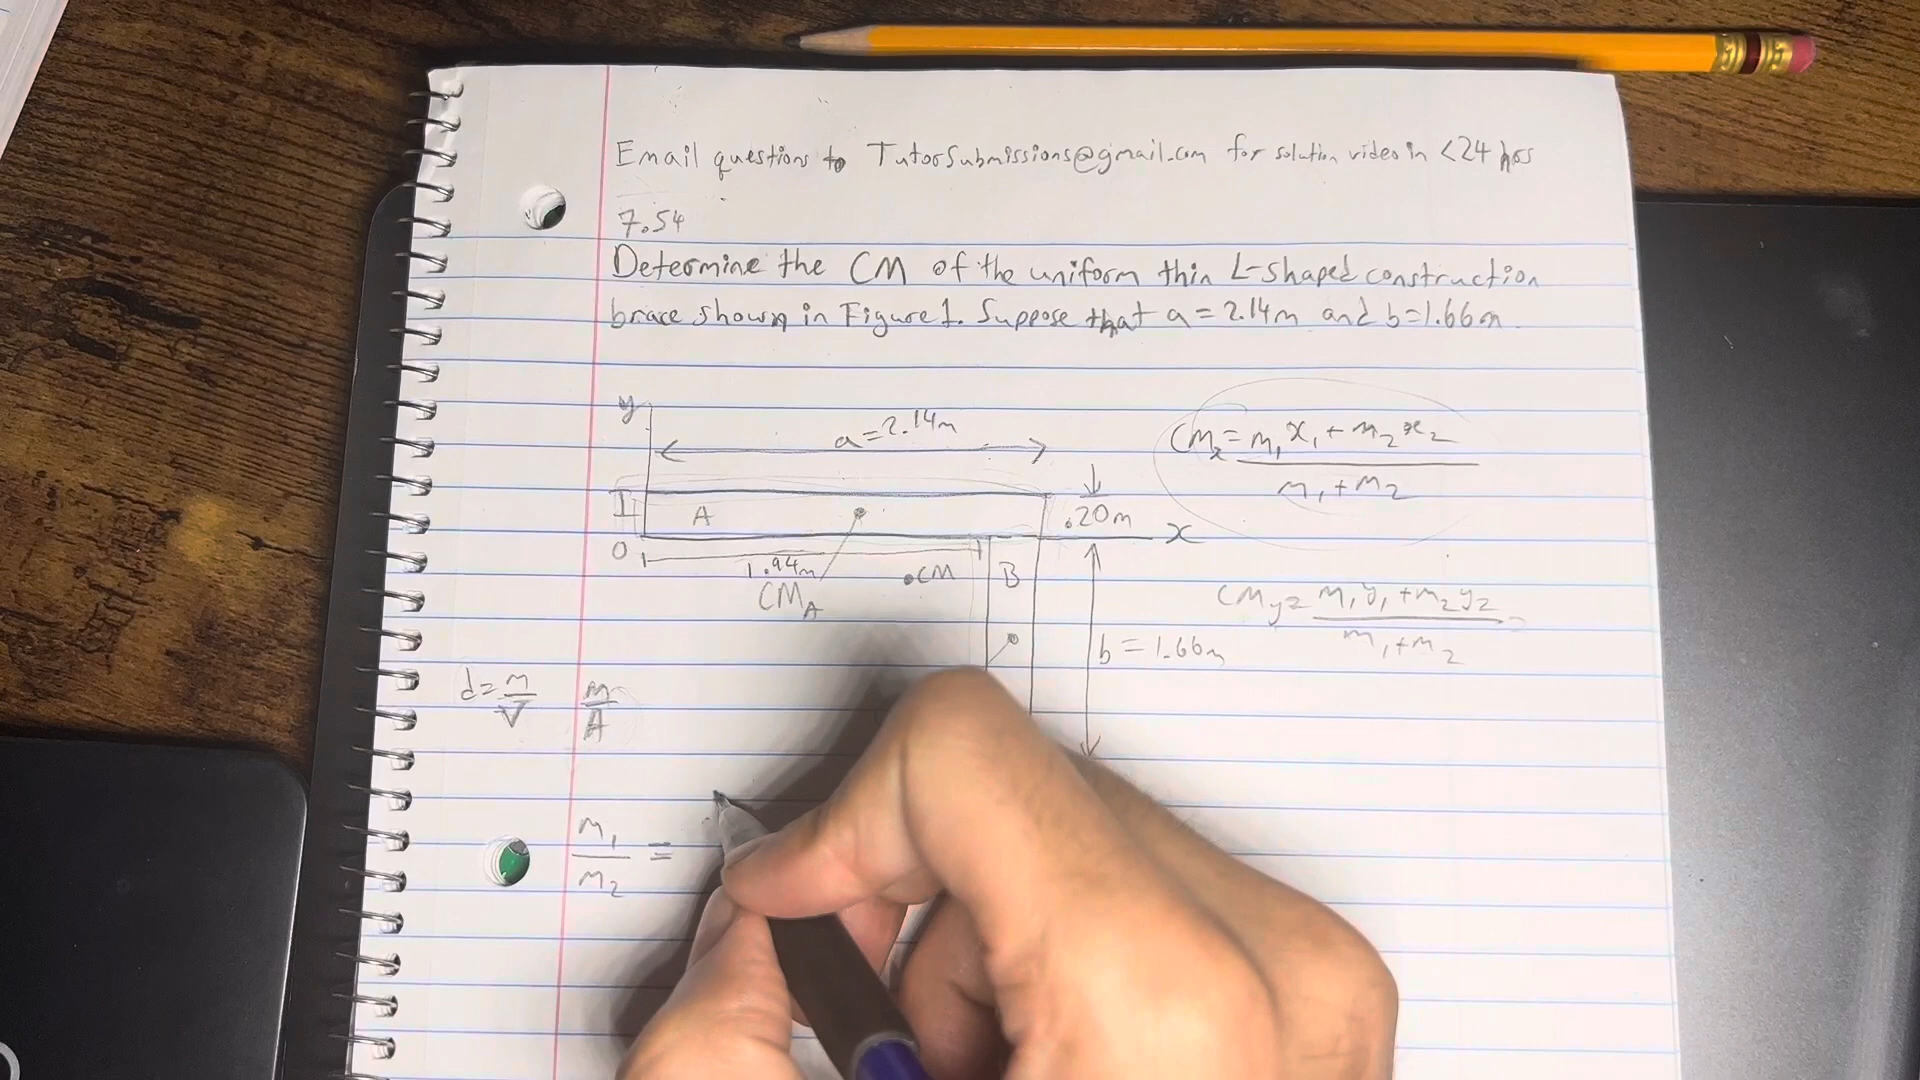 Email questions to TutorSubmissions@gmail.com for solution video in <24 hrs
7.54
Determine the CM of the uniform thin L-shaped construction
brace shown in Figure 1. Suppose that a=2.14m and b=1.66m.
y
a=2.14m
CMx=m₁x₁+m₂x₂
m₁+m₂
A
.20m
x
0
1.94m
.CM
B
CM_A
CMy=m₁y₁+m₂y₂
m₁+m₂
b=1.66m
d=m/V
m/A
m₁/m₂ =